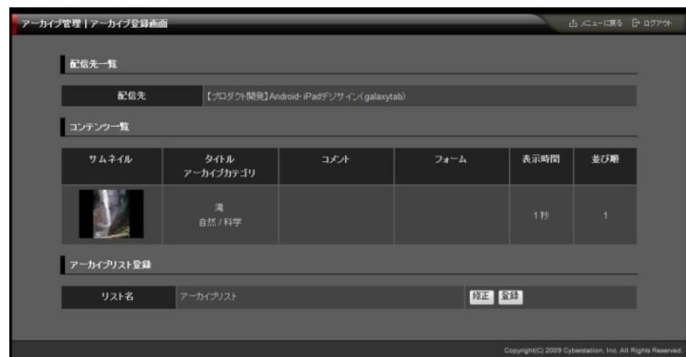 アーカイブ管理 | アーカイブ登録画面
メニューに戻る ログアウト
配信先一覧
配信先 【プロダクト開発】Android・iPadデジサイン(galaxytab)
コンテンツ一覧
サムネイル タイトル コメント フォーム 表示時間 並び順
アーカイブカテゴリ
滝 1秒 1
自然 / 科学
アーカイブリスト登録
リスト名 アーカイブリスト 修正 登録
Copyright(C) 2009 Cyberstation, Inc. All Rights Reserved.